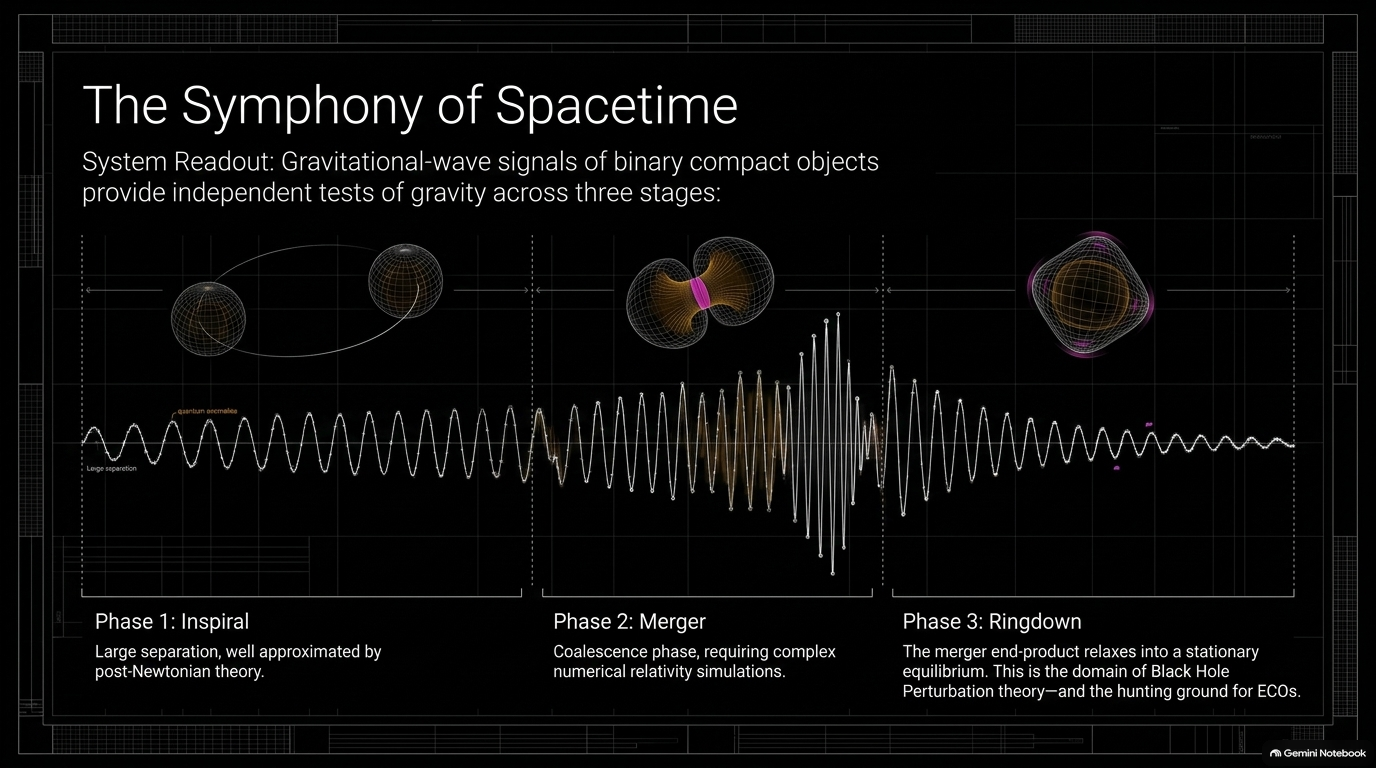 The Symphony of Spacetime
System Readout: Gravitational-wave signals of binary compact objects
provide independent tests of gravity across three stages:
quantum anomalies
Large separation
Phase 1: Inspiral
Large separation, well approximated by
post-Newtonian theory.
Phase 2: Merger
Coalescence phase, requiring complex
numerical relativity simulations.
Phase 3: Ringdown
The merger end-product relaxes into a stationary
equilibrium. This is the domain of Black Hole
Perturbation theory—and the hunting ground for ECOs.
Gemini Notebook